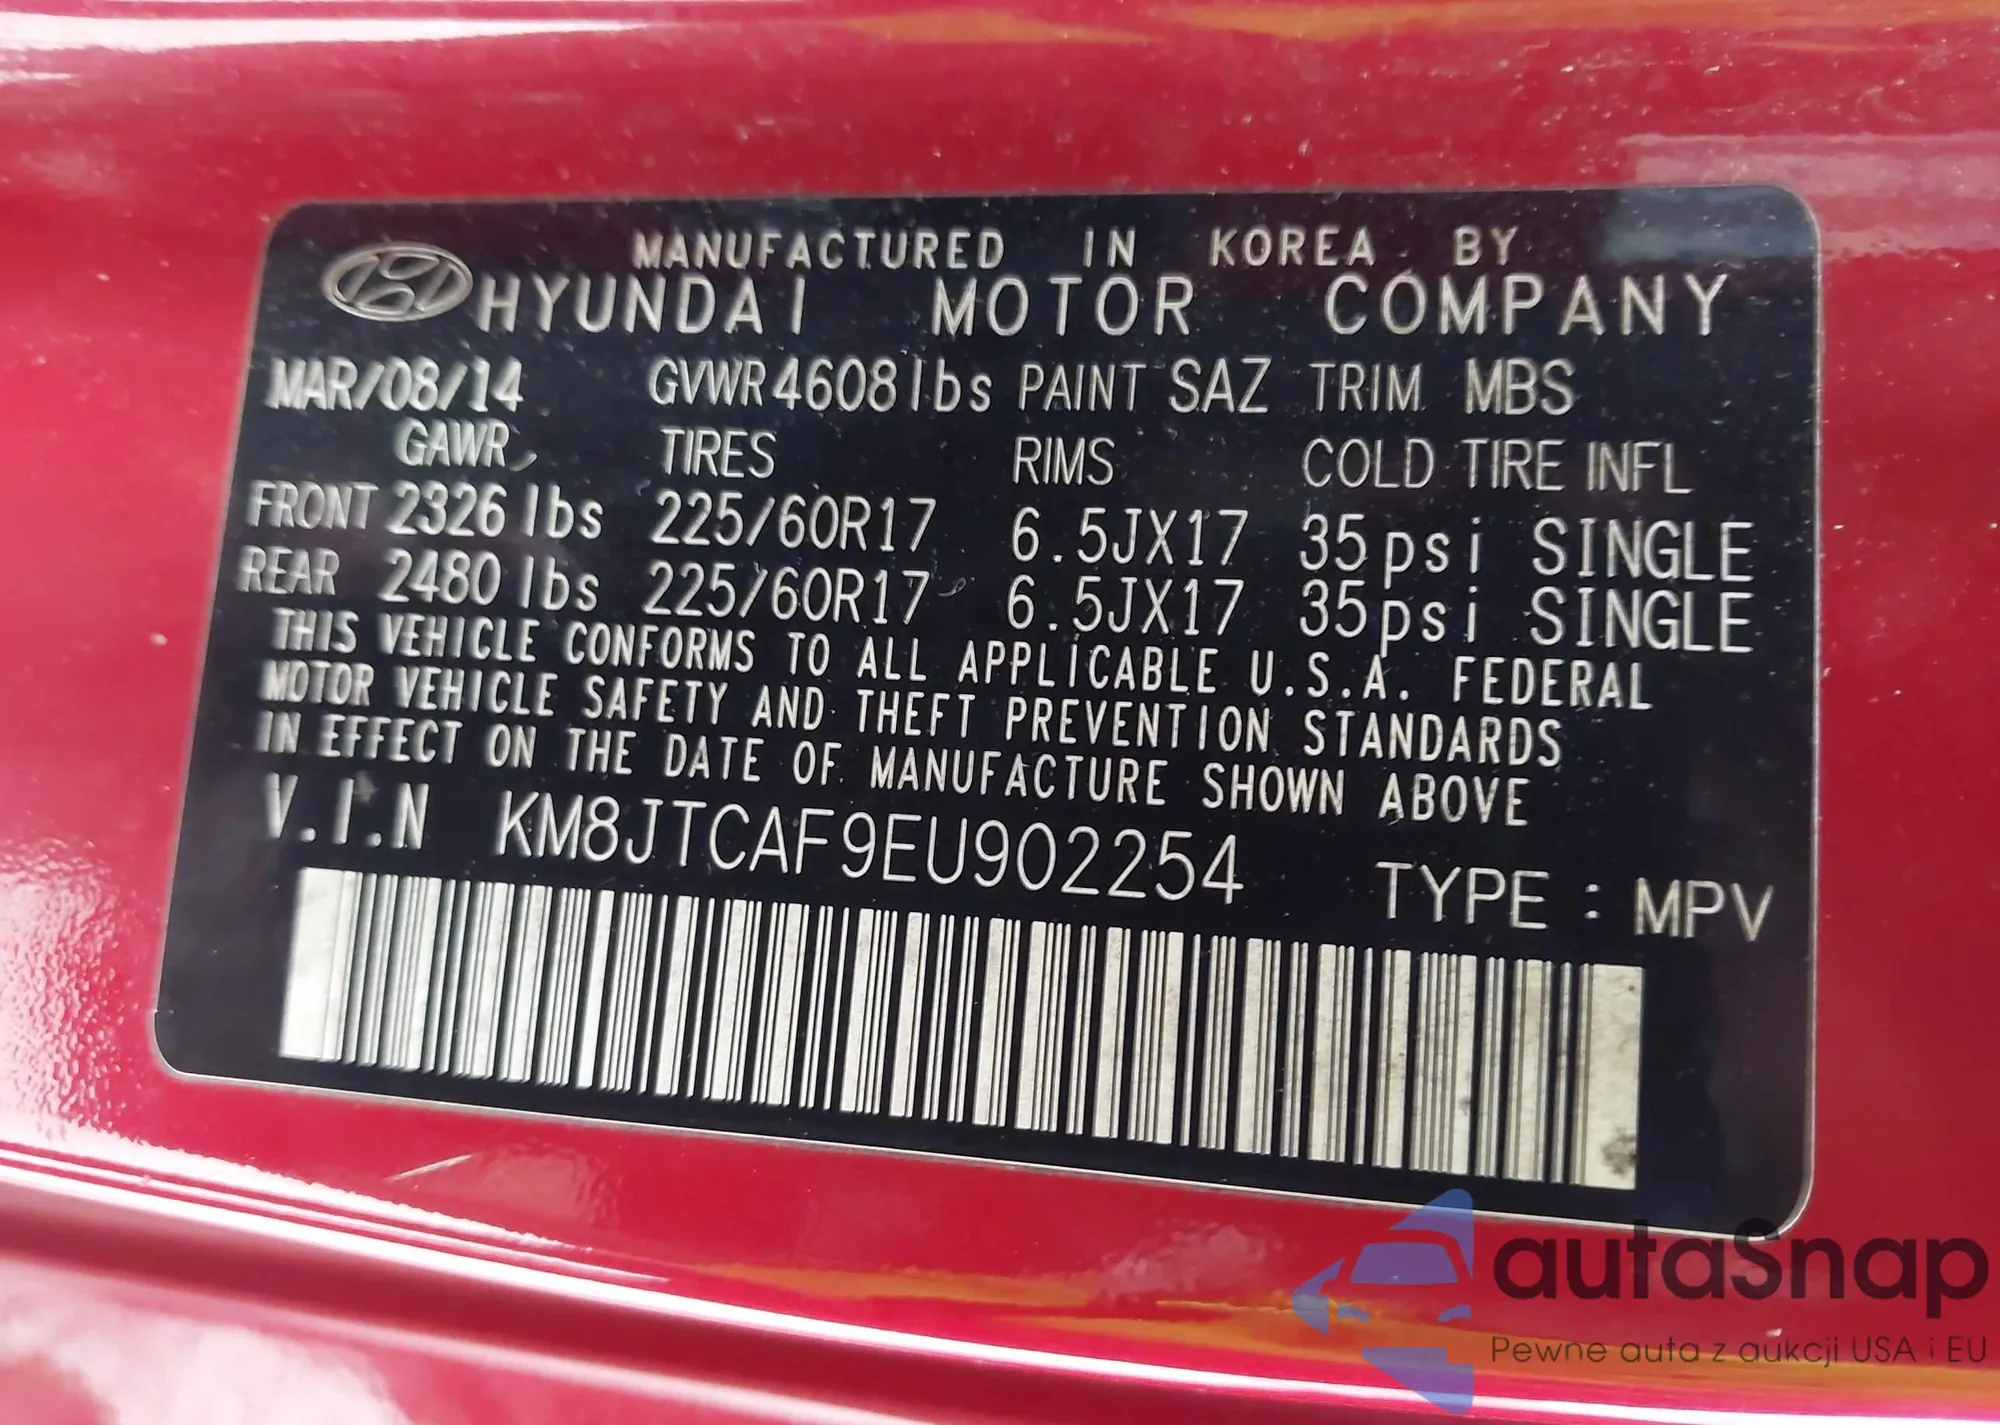 MANUFACTURED IN KOREA BY
HYUNDAI MOTOR COMPANY
MAR/08/14 GVWR 4608 lbs PAINT SAZ TRIM MBS
GAWR TIRES RIMS COLD TIRE INFL
FRONT 2326 lbs 225/60R17 6.5JX17 35psi SINGLE
REAR 2480 lbs 225/60R17 6.5JX17 35psi SINGLE
THIS VEHICLE CONFORMS TO ALL APPLICABLE U.S.A. FEDERAL
MOTOR VEHICLE SAFETY AND THEFT PREVENTION STANDARDS
IN EFFECT ON THE DATE OF MANUFACTURE SHOWN ABOVE
V.I.N KM8JTCAF9EU902254
TYPE : MPV
autaSnap
Pewne auta z aukcji USA i EU